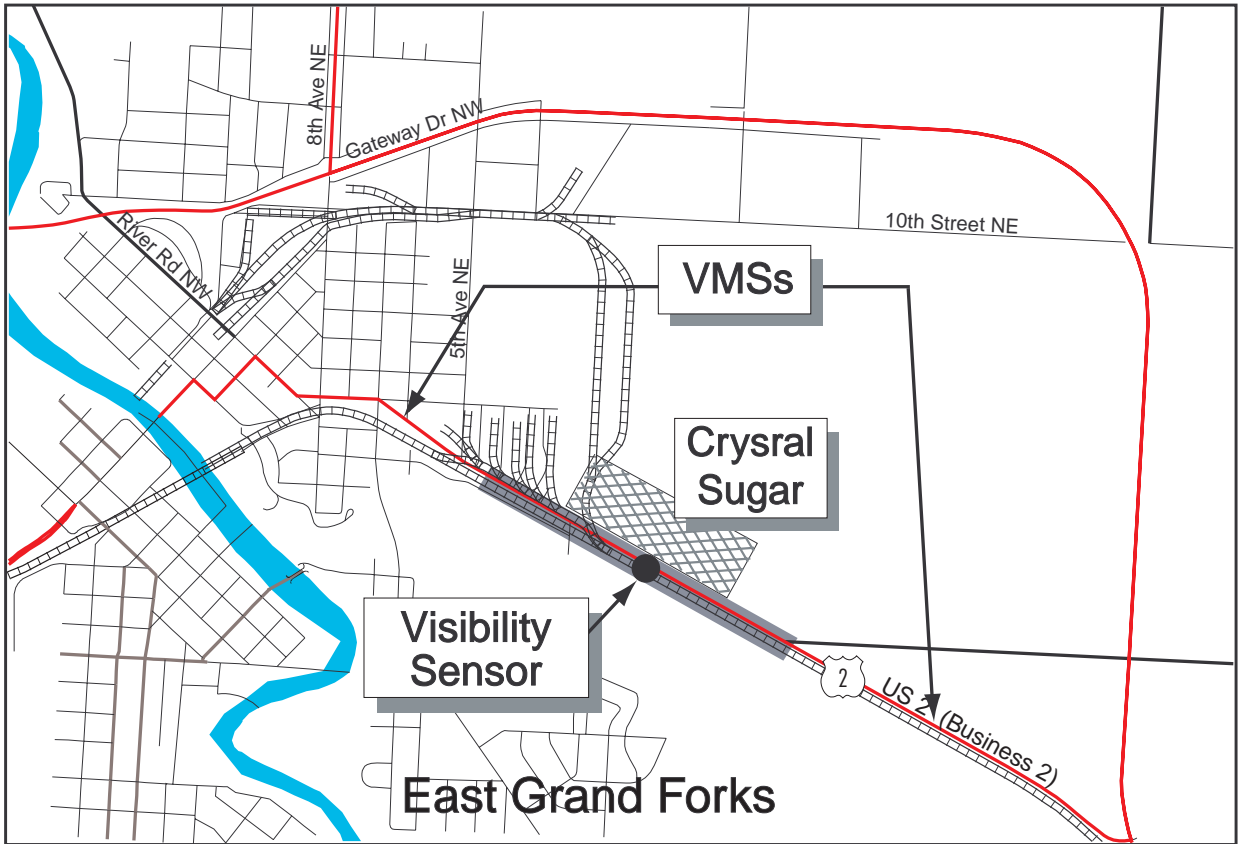 8th Ave NE
Gateway Dr NW
10th Street NE
River Rd NW
5th Ave NE
VMSs
Crysral
Sugar
Visibility
Sensor
2
US 2 (Business 2)
East Grand Forks